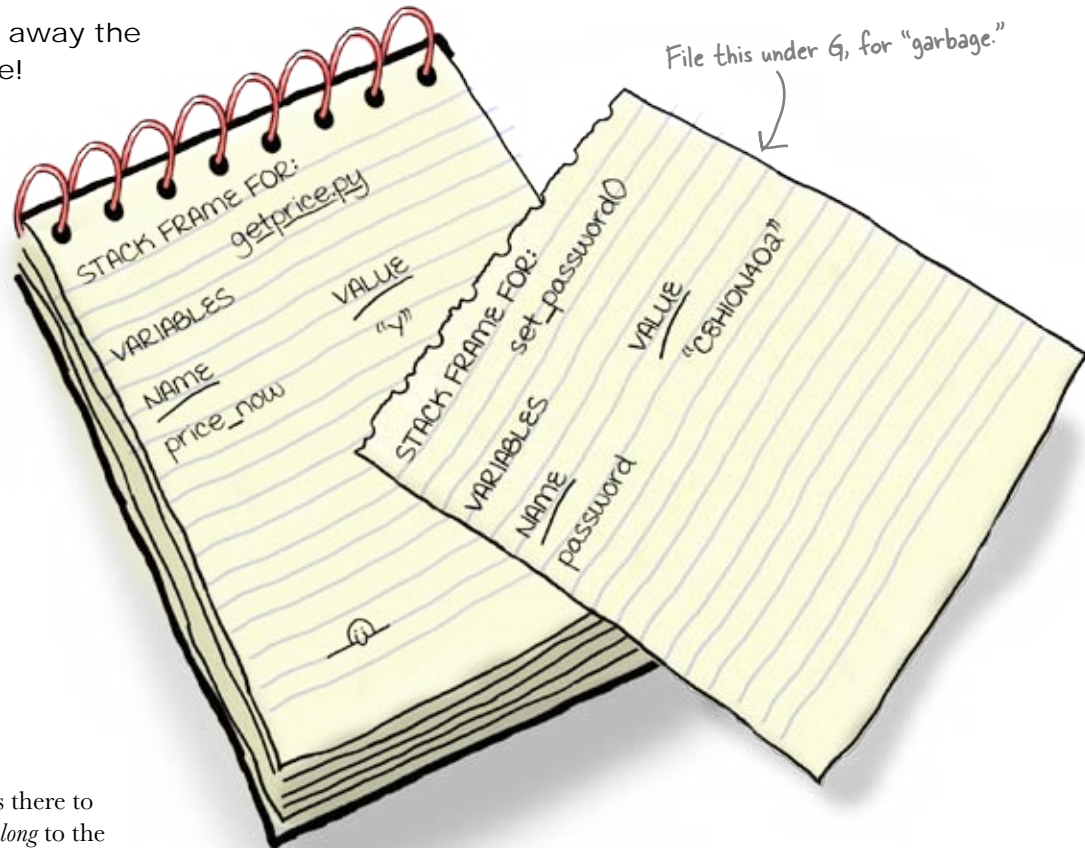 away the
e!
File this under G, for “garbage.”
STACK FRAME FOR:
getprice.py
VARIABLES
NAME VALUE
price_now “Y”
STACK FRAME FOR:
set_password()
VARIABLES
NAME VALUE
password “C8H10N4O2”
s there to
long to the